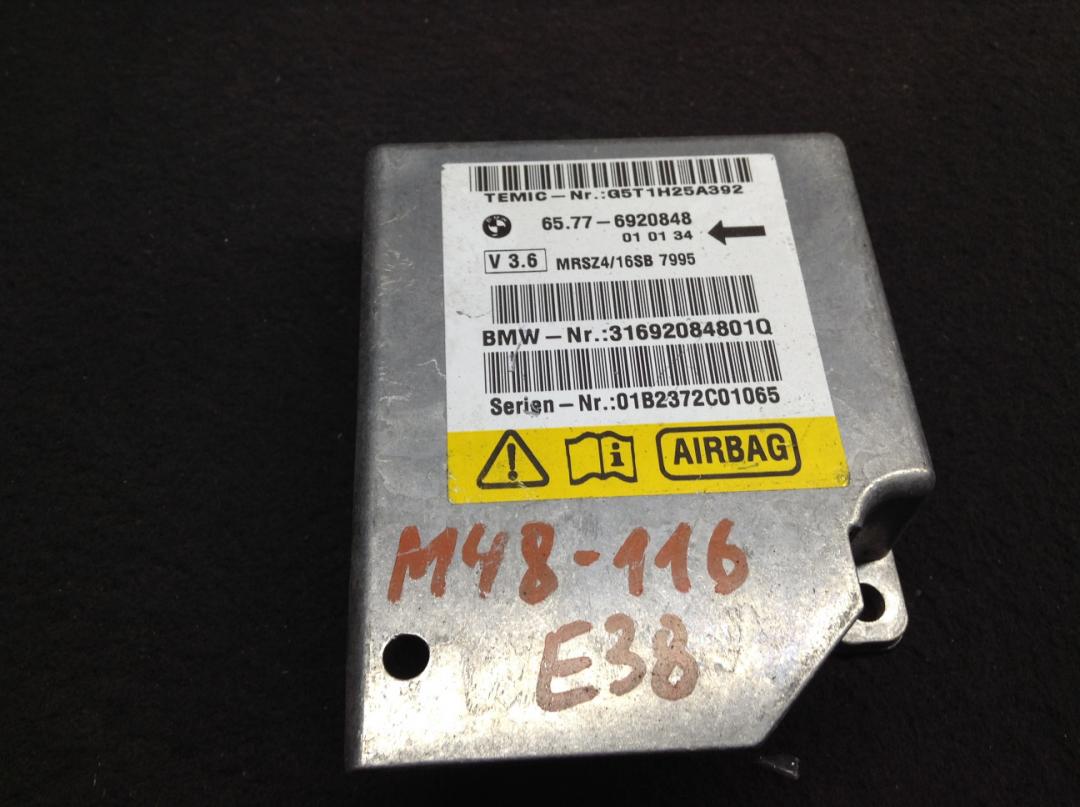 TEMIC-Nr.:G5T1H25A392
65.77-6920848
01 01 34
V 3.6 MRSZ4/16SB 7995
BMW-Nr.:31692084801Q
Serien-Nr.:01B2372C01065
AIRBAG
M48-116
E38